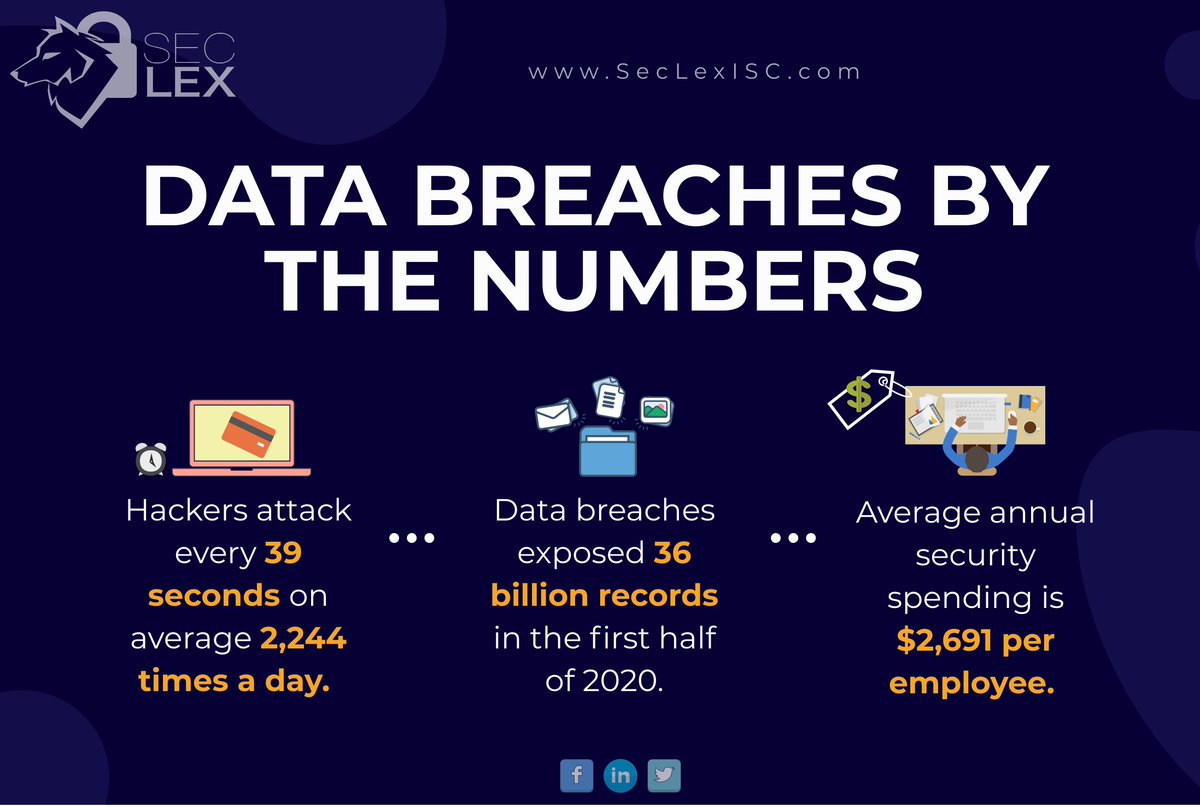 SEC
LEX
www.SecLexISC.com
DATA BREACHES BY
THE NUMBERS
Hackers attack
every 39
seconds on
average 2,244
times a day.
...
Data breaches
exposed 36
billion records
in the first half
of 2020.
...
Average annual
security
spending is
$2,691 per
employee.
f
in